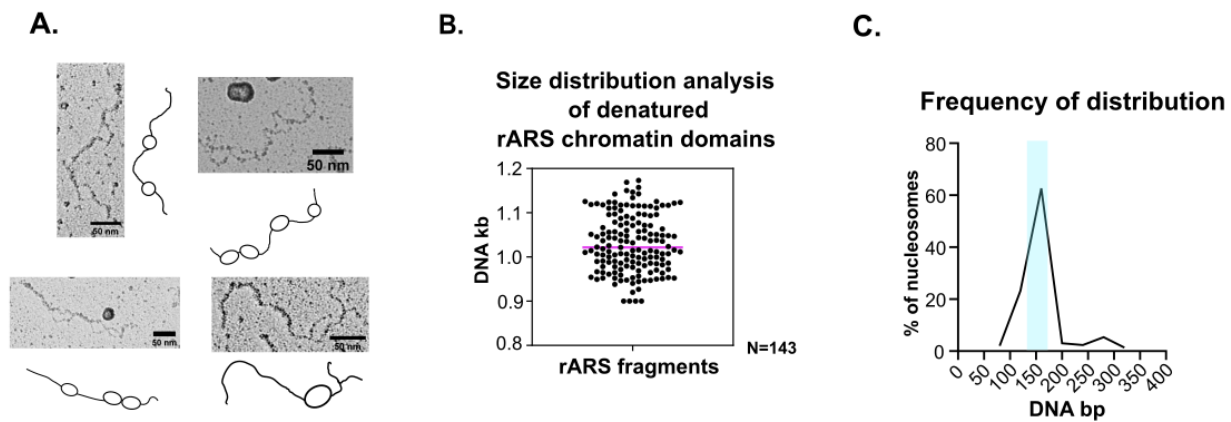 A.
50 nm
50 nm
50 nm
50 nm
B.
Size distribution analysis
of denatured
rARS chromatin domains
DNA kb
1.2
1.1
1.0
0.9
0.8
rARS fragments
N=143
C.
Frequency of distribution
% of nucleosomes
80
60
40
20
0
0 50 100 150 200 250 300 350 400
DNA bp